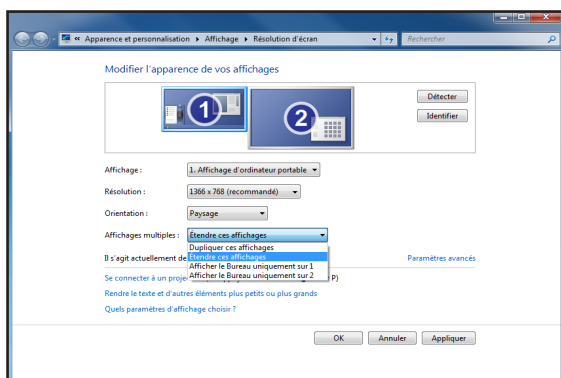 « Apparence et personnalisation ▸ Affichage ▸ Résolution d'écran
Rechercher
Modifier l'apparence de vos affichages
1
2
Détecter
Identifier
Affichage :
1. Affichage d'ordinateur portable
Résolution :
1366 x 768 (recommandé)
Orientation :
Paysage
Affichages multiples :
Étendre ces affichages
Dupliquer ces affichages
Étendre ces affichages
Afficher le Bureau uniquement sur 1
Afficher le Bureau uniquement sur 2
Il s'agit actuellement de
Paramètres avancés
Se connecter à un proje
P)
Rendre le texte et d'autres éléments plus petits ou plus grands
Quels paramètres d'affichage choisir ?
OK
Annuler
Appliquer